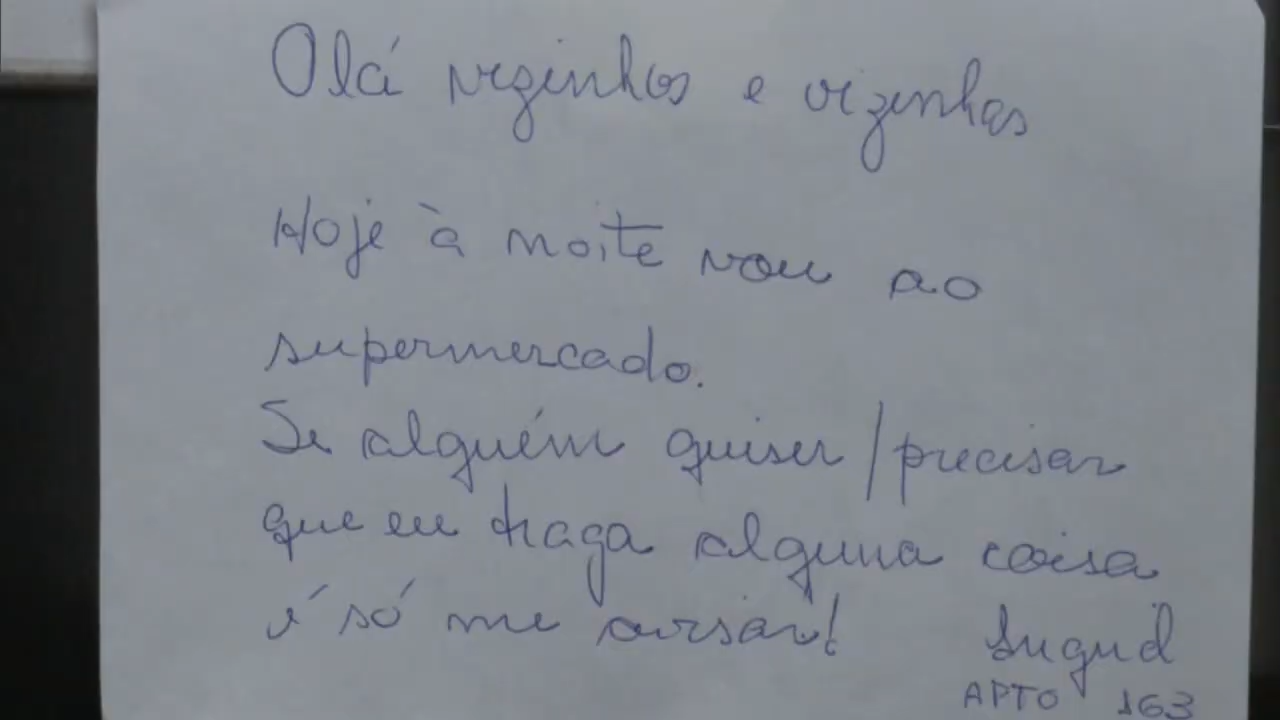 Olá vizinhos e vizinhas
Hoje à noite vou ao
supermercado.
Se alguém quiser/precisar
que eu traga alguma coisa
é só me avisar!
APTO 163